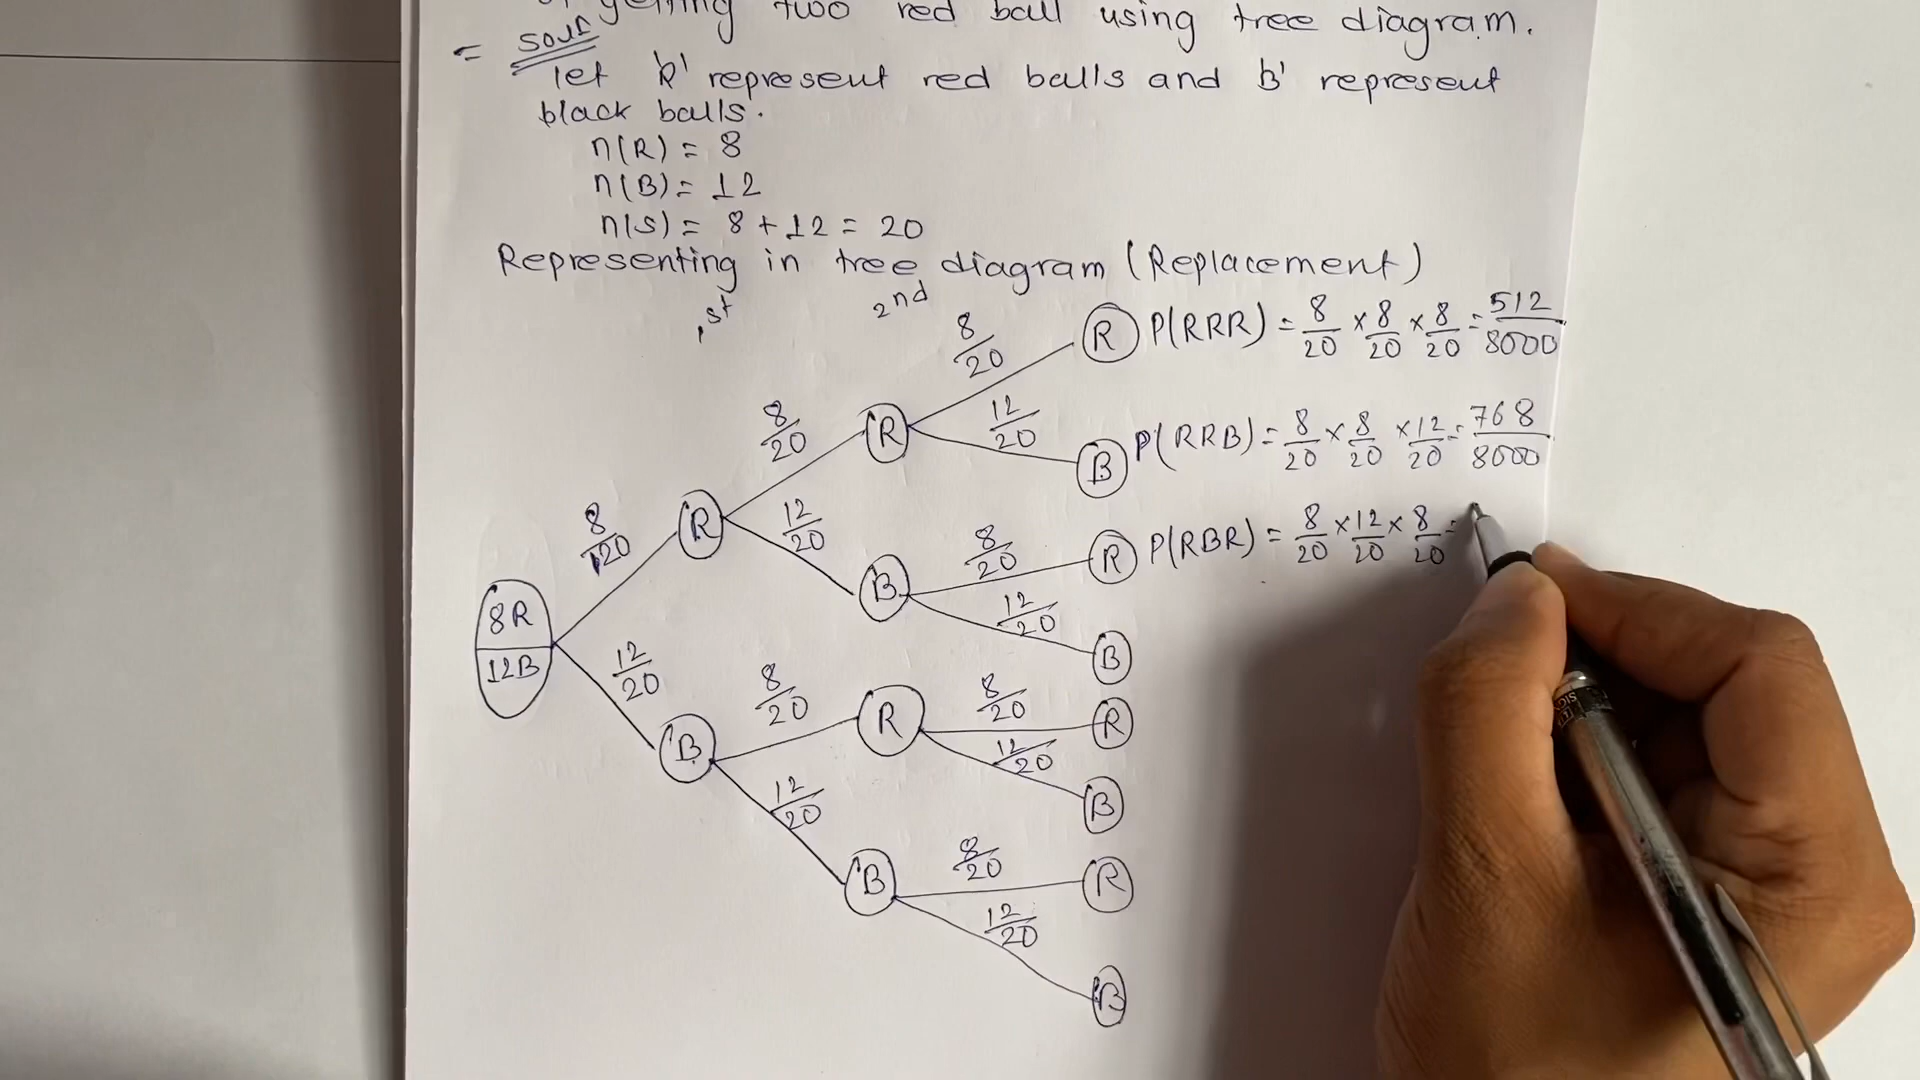 getting two red ball using tree diagram.
= Soln
let 'R' represent red balls and B' represent
black balls.
n(R) = 8
n(B) = 12
n(S) = 8 + 12 = 20
Representing in tree diagram (Replacement)
1st 2nd
8/20 R P(RRR) = 8/20 × 8/20 × 8/20 = 512/8000
8/20 R 12/20 B P(RRB) = 8/20 × 8/20 × 12/20 = 768/8000
8/20 R 12/20 B 8/20 R P(RBR) = 8/20 × 12/20 × 8/20 =
12/20 B
8R
12B
12/20 B 8/20 R 8/20 R
12/20 B
12/20 B 8/20 R
12/20 B